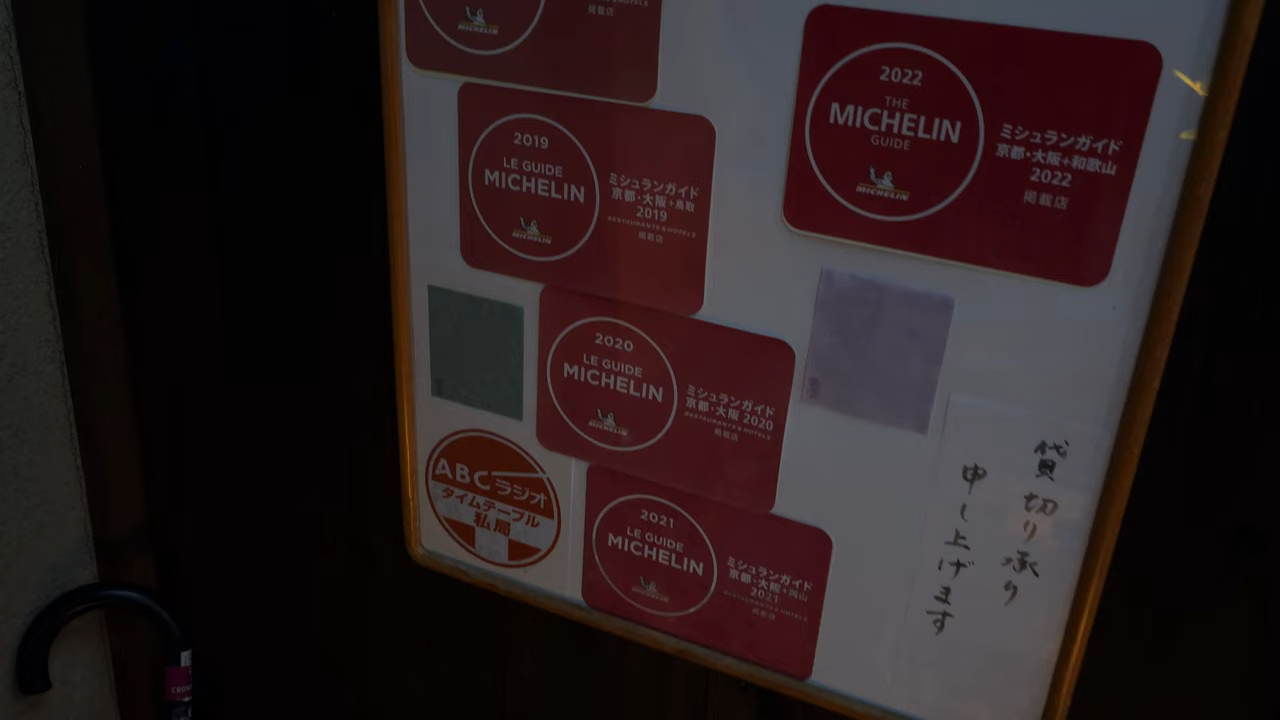 MICHELIN
掲載店
2019
LE GUIDE
MICHELIN
MICHELIN
ミシュランガイド
京都・大阪+鳥取
2019
RESTAURANTS & HOTELS
掲載店
2020
LE GUIDE
MICHELIN
MICHELIN
ミシュランガイド
京都・大阪 2020
RESTAURANTS & HOTELS
掲載店
2021
LE GUIDE
MICHELIN
MICHELIN
ミシュランガイド
京都・大阪+岡山
2021
RESTAURANTS & HOTELS
掲載店
2022
THE
MICHELIN
GUIDE
MICHELIN
ミシュランガイド
京都・大阪+和歌山
2022
掲載店
ABCラジオ
タイムテーブル
私局
貸切り承り
申し上げます